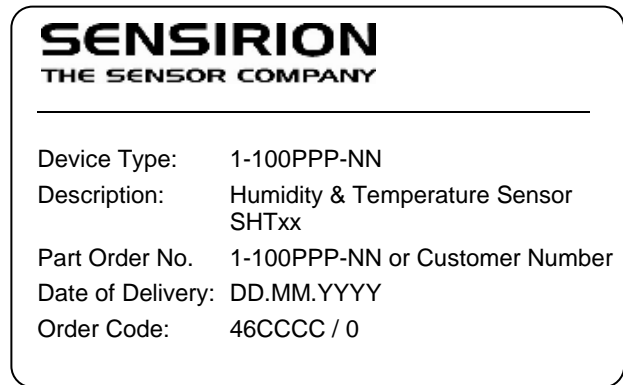 SENSIRION
THE SENSOR COMPANY
Device Type: 1-100PPP-NN
Description: Humidity & Temperature Sensor
SHTxx
Part Order No. 1-100PPP-NN or Customer Number
Date of Delivery: DD.MM.YYYY
Order Code: 46CCCC / 0